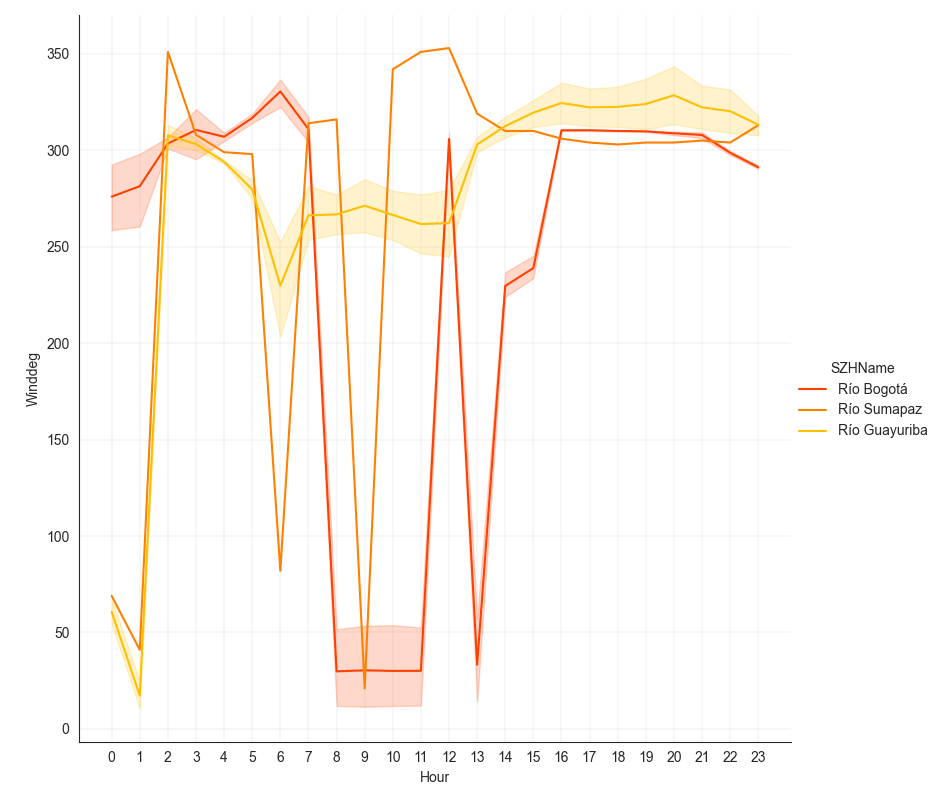 350
300
250
200
150
100
50
0
Winddeg
0 1 2 3 4 5 6 7 8 9 10 11 12 13 14 15 16 17 18 19 20 21 22 23
Hour
SZHName
Río Bogotá
Río Sumapaz
Río Guayuriba